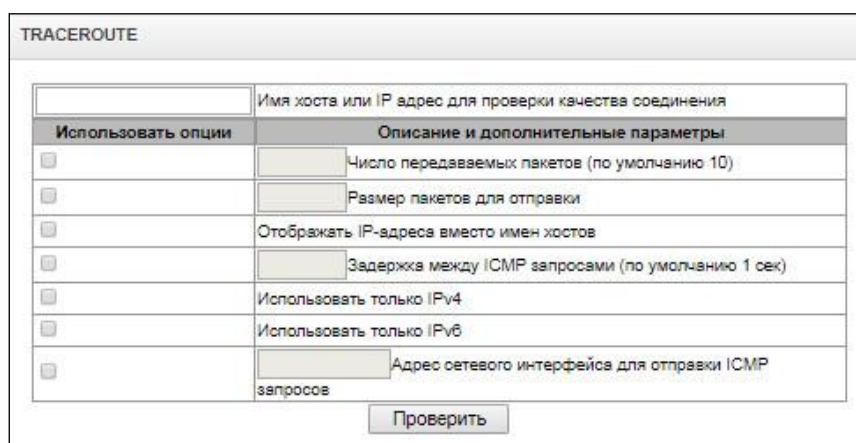 TRACEROUTE
Имя хоста или IP адрес для проверки качества соединения
Использовать опции Описание и дополнительные параметры
Число передаваемых пакетов (по умолчанию 10)
Размер пакетов для отправки
Отображать IP-адреса вместо имен хостов
Задержка между ICMP запросами (по умолчанию 1 сек)
Использовать только IPv4
Использовать только IPv6
Адрес сетевого интерфейса для отправки ICMP
запросов
Проверить